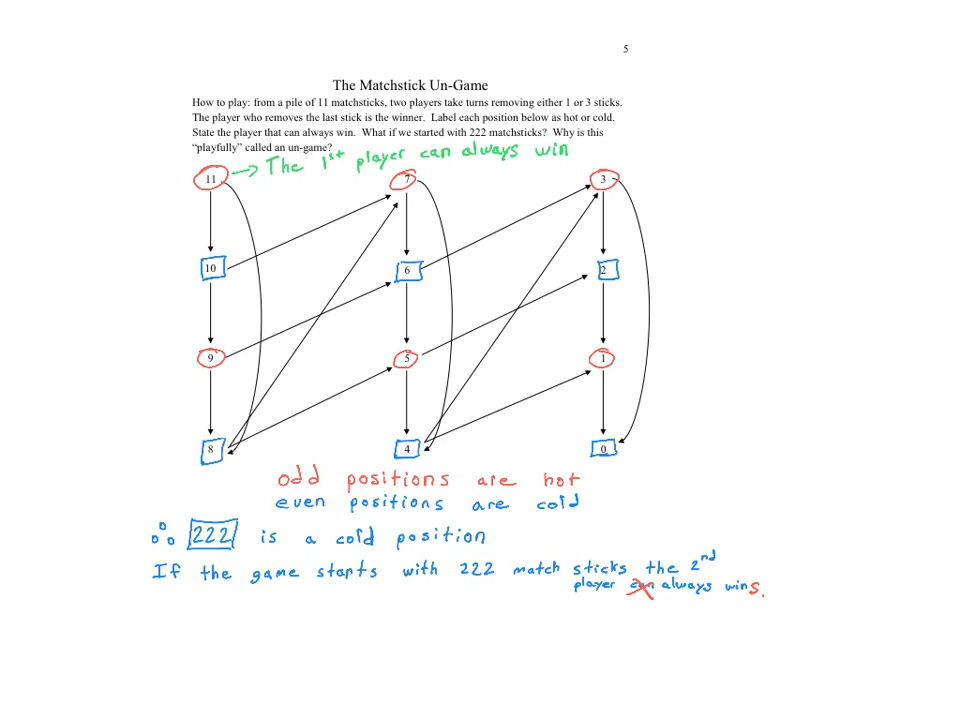 5
The Matchstick Un-Game
How to play: from a pile of 11 matchsticks, two players take turns removing either 1 or 3 sticks.
The player who removes the last stick is the winner. Label each position below as hot or cold.
State the player that can always win. What if we started with 222 matchsticks? Why is this
“playfully” called an un-game?
The 1st player can always win
11 7 3
10 6 2
9 5 1
8 4 0
odd positions are hot
even positions are cold
∴ 222 is a cold position
If the game starts with 222 match sticks the 2nd
player can always wins.